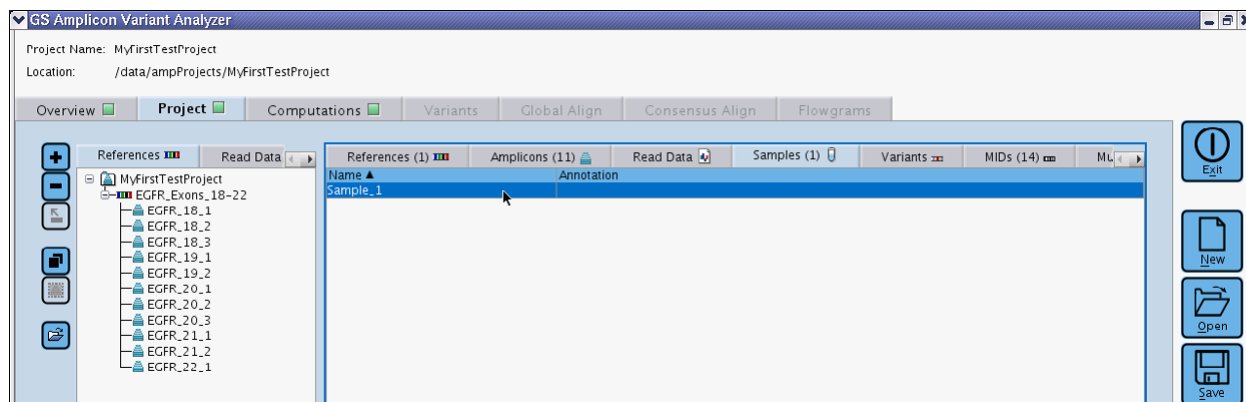 GS Amplicon Variant Analyzer
Project Name: MyFirstTestProject
Location: /data/ampProjects/MyFirstTestProject
Overview Project Computations Variants Global Align Consensus Align Flowgrams
References Read Data
References (1) Amplicons (11) Read Data Samples (1) Variants MIDs (14) Mu
Exit
Name Annotation
Sample_1
MyFirstTestProject
EGFR_Exons_18-22
EGFR_18_1
EGFR_18_2
EGFR_18_3
EGFR_19_1
EGFR_19_2
EGFR_20_1
EGFR_20_2
EGFR_20_3
EGFR_21_1
EGFR_21_2
EGFR_22_1
New
Open
Save